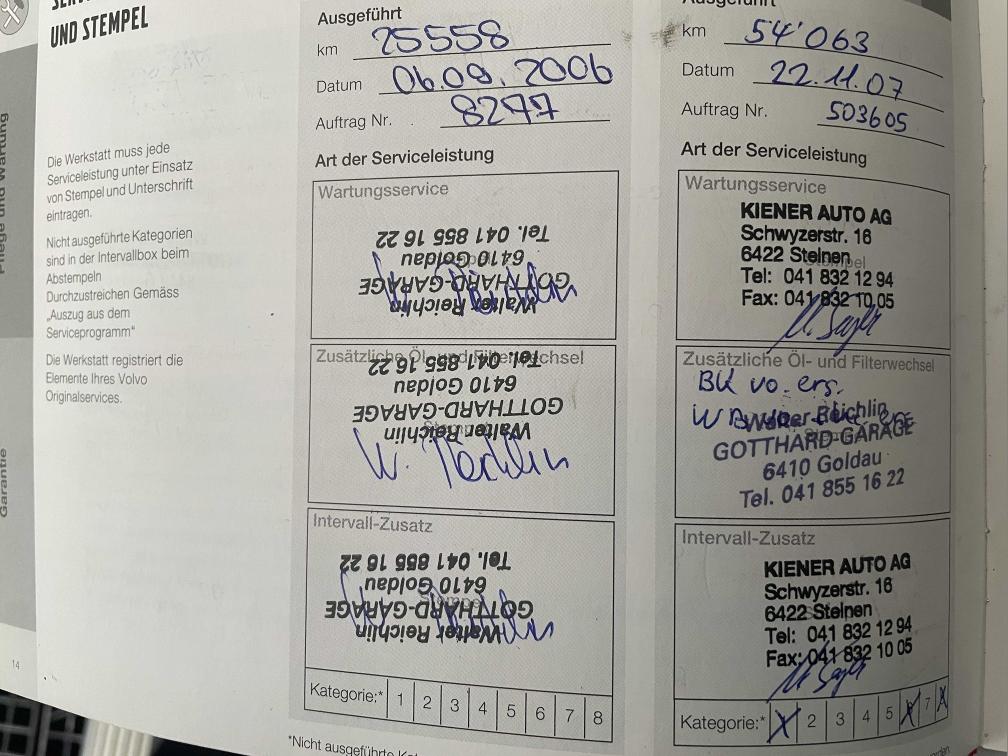 UND STEMPEL
Die Werkstatt muss jede
Serviceleistung unter Einsatz
von Stempel und Unterschrift
eintragen.
Nicht ausgeführte Kategorien
sind in der Intervallbox beim
Abstempeln
Durchzustreichen Gemäss
„Auszug aus dem
Serviceprogramm“
Die Werkstatt registriert die
Elemente Ihres Volvo
Originalservices.
14
Pflege und Wartung
Garantie
Ausgeführt
km 25558
Datum 06.09.2006
Auftrag Nr. 8277
Art der Serviceleistung
Wartungsservice
Walter Reichlin
GOTTHARD-GARAGE
6410 Goldau
Tel. 041 855 16 22
Zusätzliche Öl- und Filterwechsel
Walter Reichlin
GOTTHARD-GARAGE
6410 Goldau
Tel. 041 855 16 22
Intervall-Zusatz
Walter Reichlin
GOTTHARD-GARAGE
6410 Goldau
Tel. 041 855 16 22
Kategorie:* 1 2 3 4 5 6 7 8
*Nicht ausgeführte
Ausgeführt
km 54'063
Datum 22.11.07
Auftrag Nr. 503605
Art der Serviceleistung
Wartungsservice
KIENER AUTO AG
Schwyzerstr. 16
6422 Steinen
Tel: 041 832 12 94
Fax: 041 832 10 05
Zusätzliche Öl- und Filterwechsel
BK vo. ers.
Walter Reichlin
GOTTHARD-GARAGE
6410 Goldau
Tel. 041 855 16 22
Intervall-Zusatz
KIENER AUTO AG
Schwyzerstr. 16
6422 Steinen
Tel: 041 832 12 94
Fax: 041 832 10 05
Kategorie:* 2 3 4 5 7